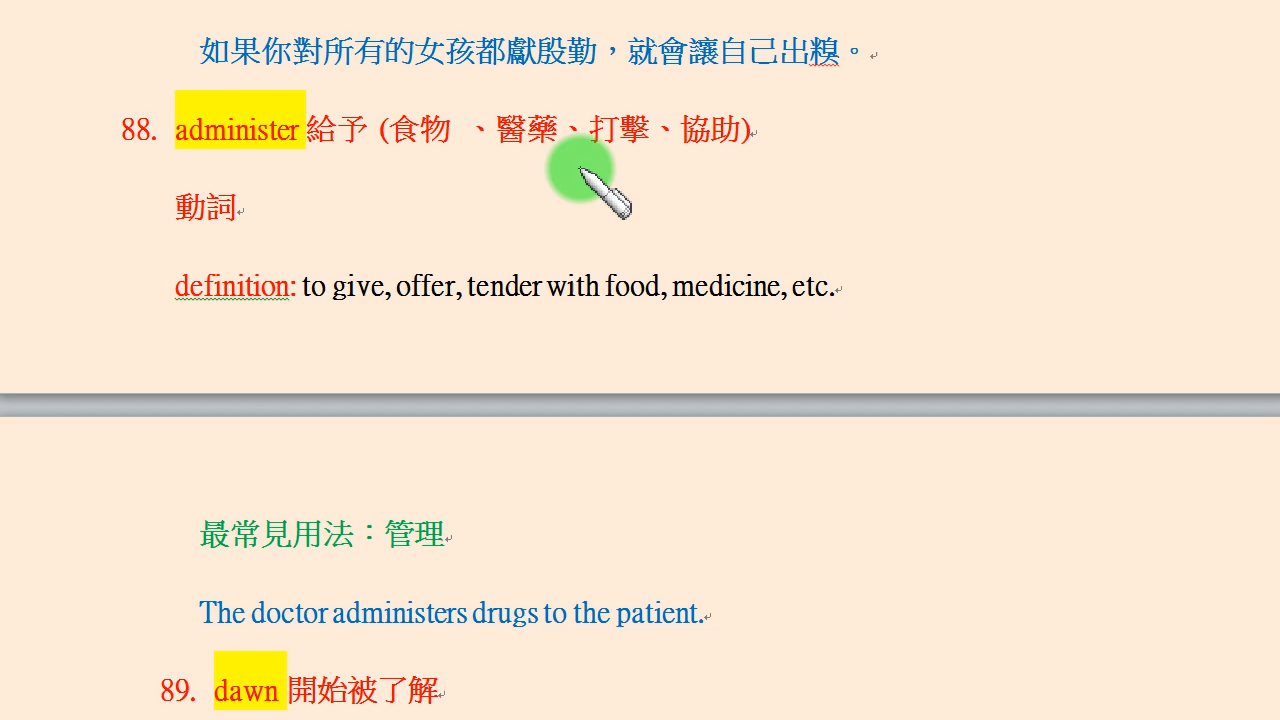 如果你對所有的女孩都獻殷勤，就會讓自己出糗。
88. administer 給予 (食物 、醫藥、打擊、協助)
動詞
definition: to give, offer, tender with food, medicine, etc.
最常見用法：管理
The doctor administers drugs to the patient.
89. dawn 開始被了解